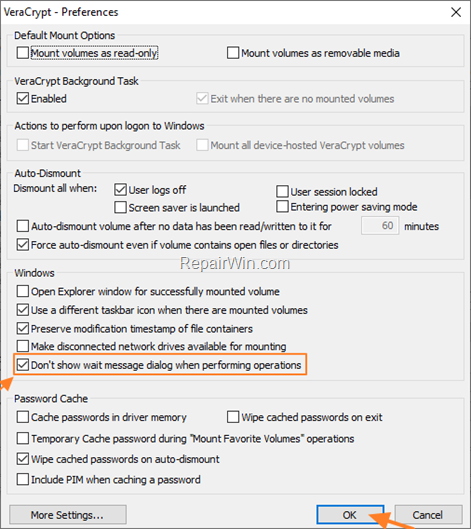 VeraCrypt - Preferences
Default Mount Options
Mount volumes as read-only Mount volumes as removable media
VeraCrypt Background Task
Enabled Exit when there are no mounted volumes
Actions to perform upon logon to Windows
Start VeraCrypt Background Task Mount all device-hosted VeraCrypt volumes
Auto-Dismount
Dismount all when: User logs off User session locked
Screen saver is launched Entering power saving mode
Auto-dismount volume after no data has been read/written to it for 60 minutes
Force auto-dismount even if volume contains open files or directories
RepairWin.com
Windows
Open Explorer window for successfully mounted volume
Use a different taskbar icon when there are mounted volumes
Preserve modification timestamp of file containers
Make disconnected network drives available for mounting
Don't show wait message dialog when performing operations
Password Cache
Cache passwords in driver memory Wipe cached passwords on exit
Temporary Cache password during "Mount Favorite Volumes" operations
Wipe cached passwords on auto-dismount
Include PIM when caching a password
More Settings... OK Cancel